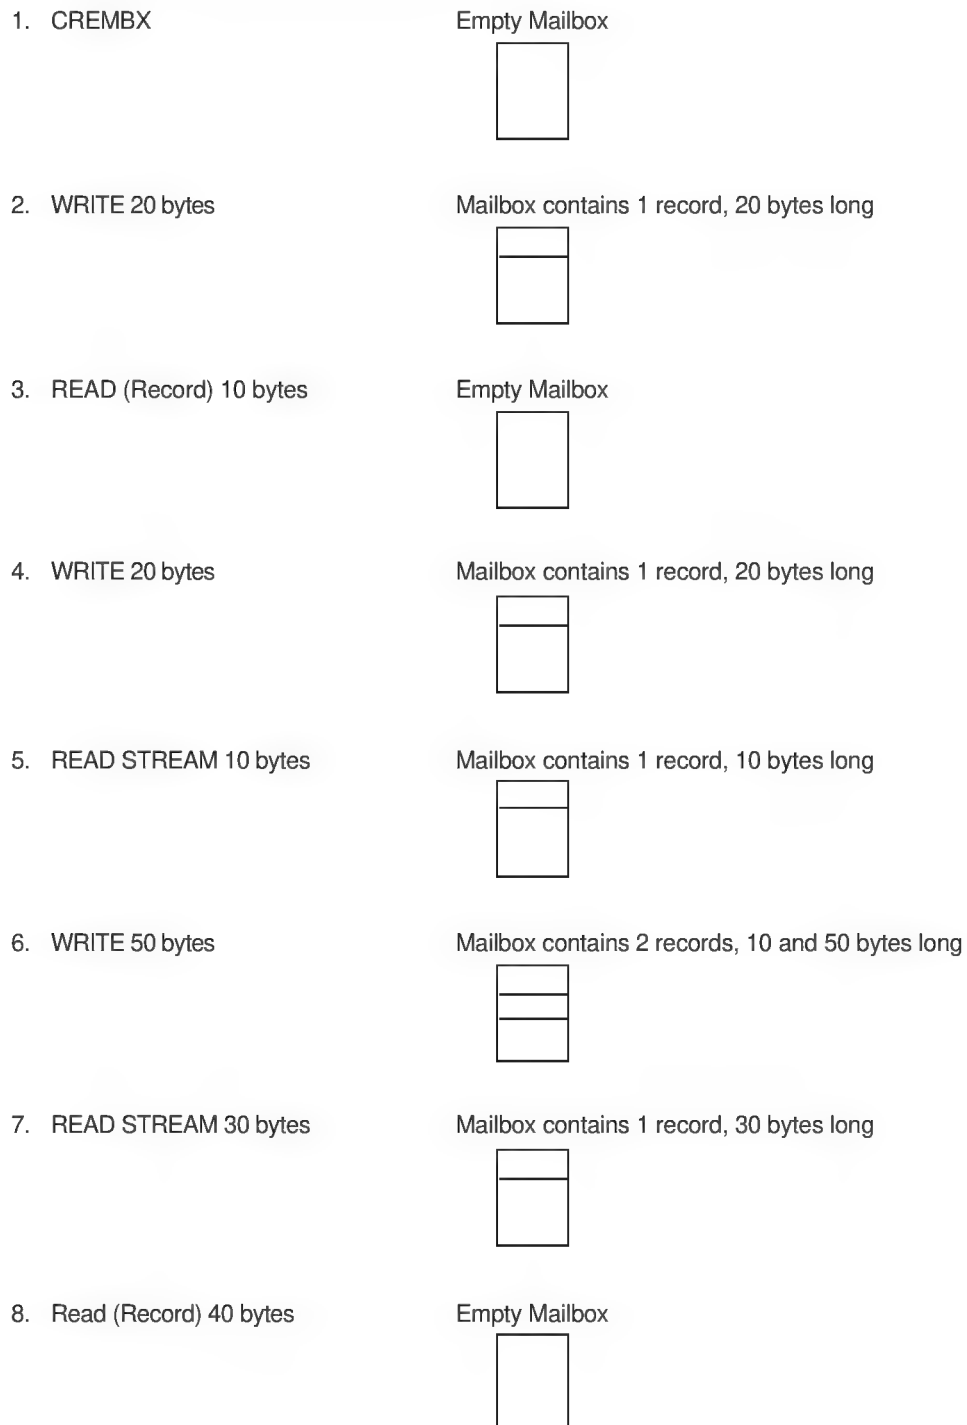 1. CREMBX Empty Mailbox
2. WRITE 20 bytes Mailbox contains 1 record, 20 bytes long
3. READ (Record) 10 bytes Empty Mailbox
4. WRITE 20 bytes Mailbox contains 1 record, 20 bytes long
5. READ STREAM 10 bytes Mailbox contains 1 record, 10 bytes long
6. WRITE 50 bytes Mailbox contains 2 records, 10 and 50 bytes long
7. READ STREAM 30 bytes Mailbox contains 1 record, 30 bytes long
8. Read (Record) 40 bytes Empty Mailbox